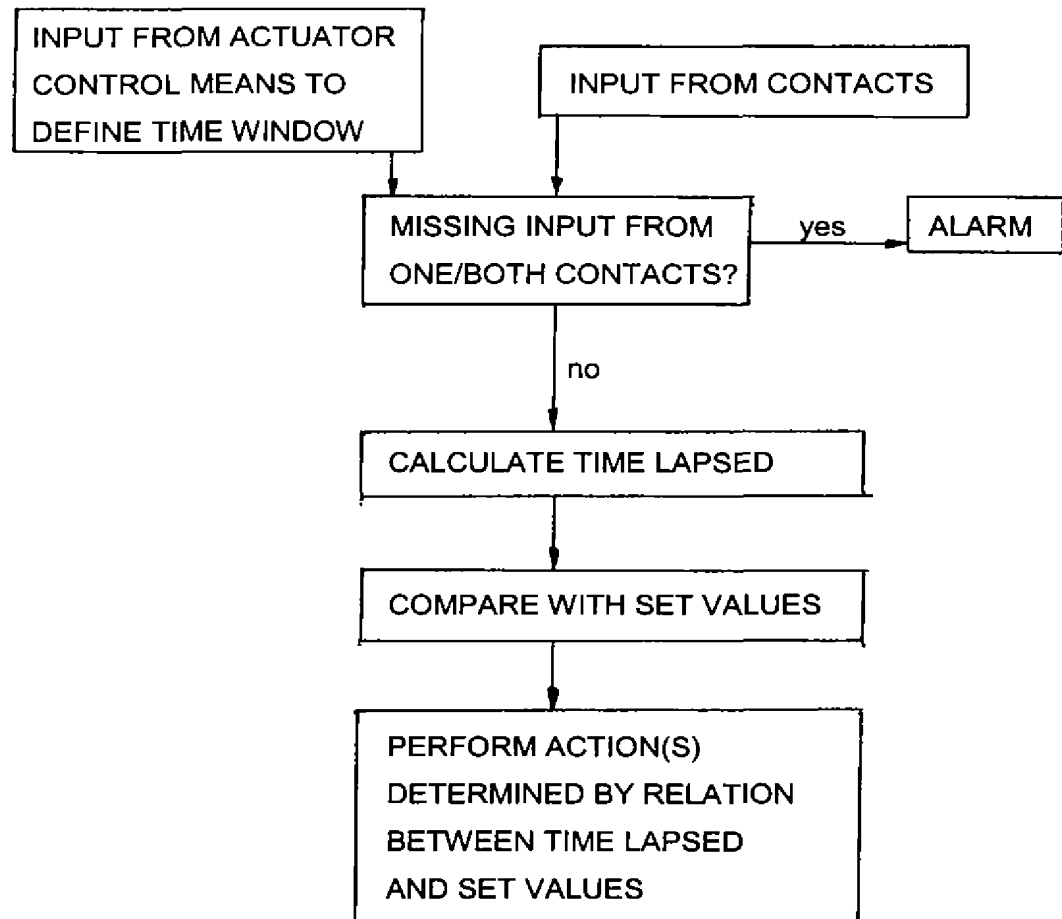 INPUT FROM ACTUATOR
CONTROL MEANS TO
DEFINE TIME WINDOW
INPUT FROM CONTACTS
MISSING INPUT FROM
ONE/BOTH CONTACTS?
yes
ALARM
no
CALCULATE TIME LAPSED
COMPARE WITH SET VALUES
PERFORM ACTION(S)
DETERMINED BY RELATION
BETWEEN TIME LAPSED
AND SET VALUES